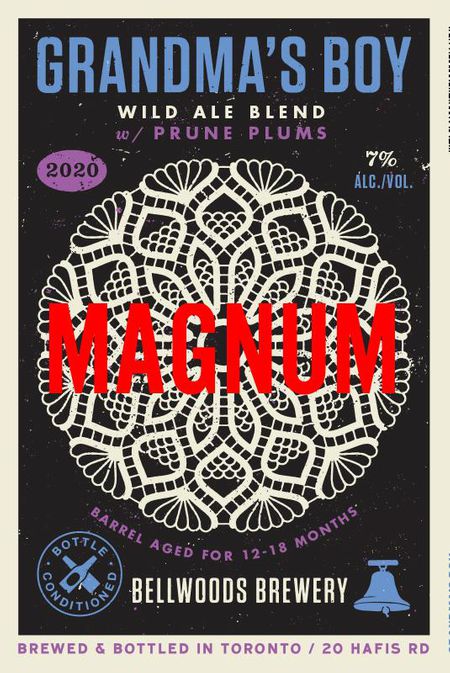 GRANDMA'S BOY
WILD ALE BLEND
w/ PRUNE PLUMS
2020
7%
ALC./VOL.
MAGNUM
BARREL AGED FOR 12-18 MONTHS
BOTTLE CONDITIONED
BELLWOODS BREWERY
BREWED & BOTTLED IN TORONTO / 20 HAFIS RD